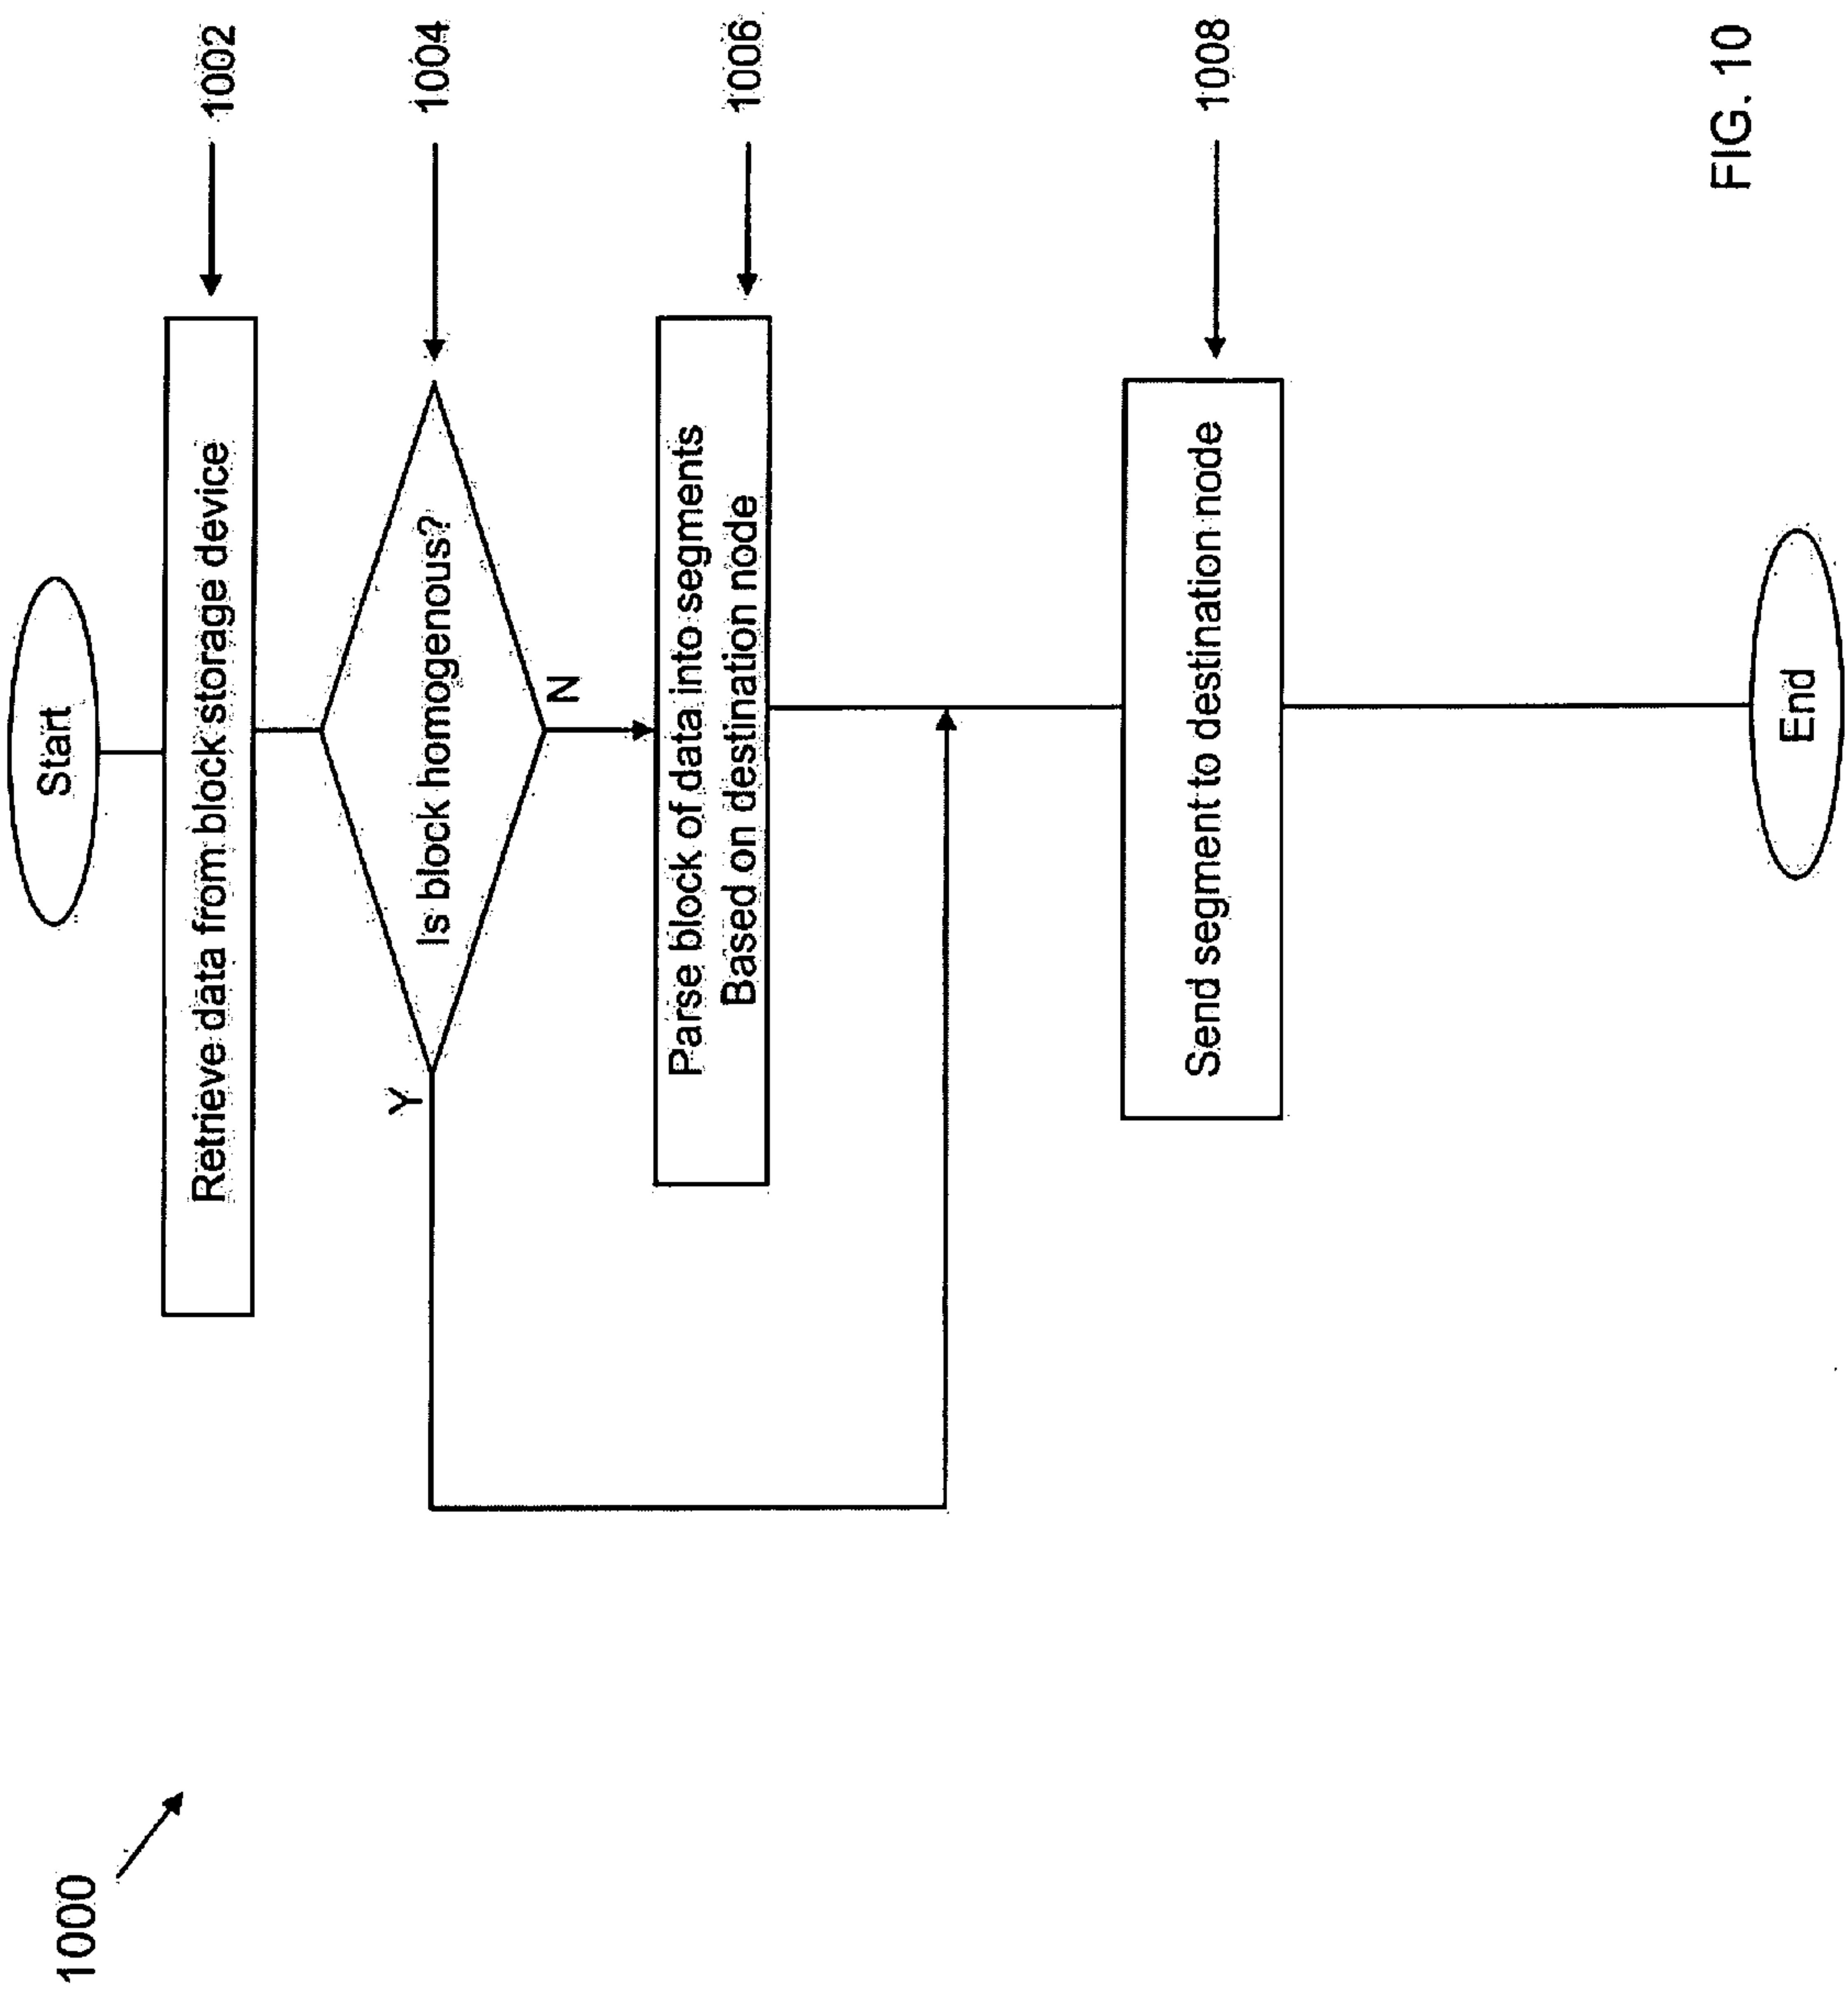 1000
Start
Retrieve data from block storage device
1002
Is block homogenous?
1004
Y
N
Parse block of data into segments
Based on destination node
1006
Send segment to destination node
1008
End
FIG. 10